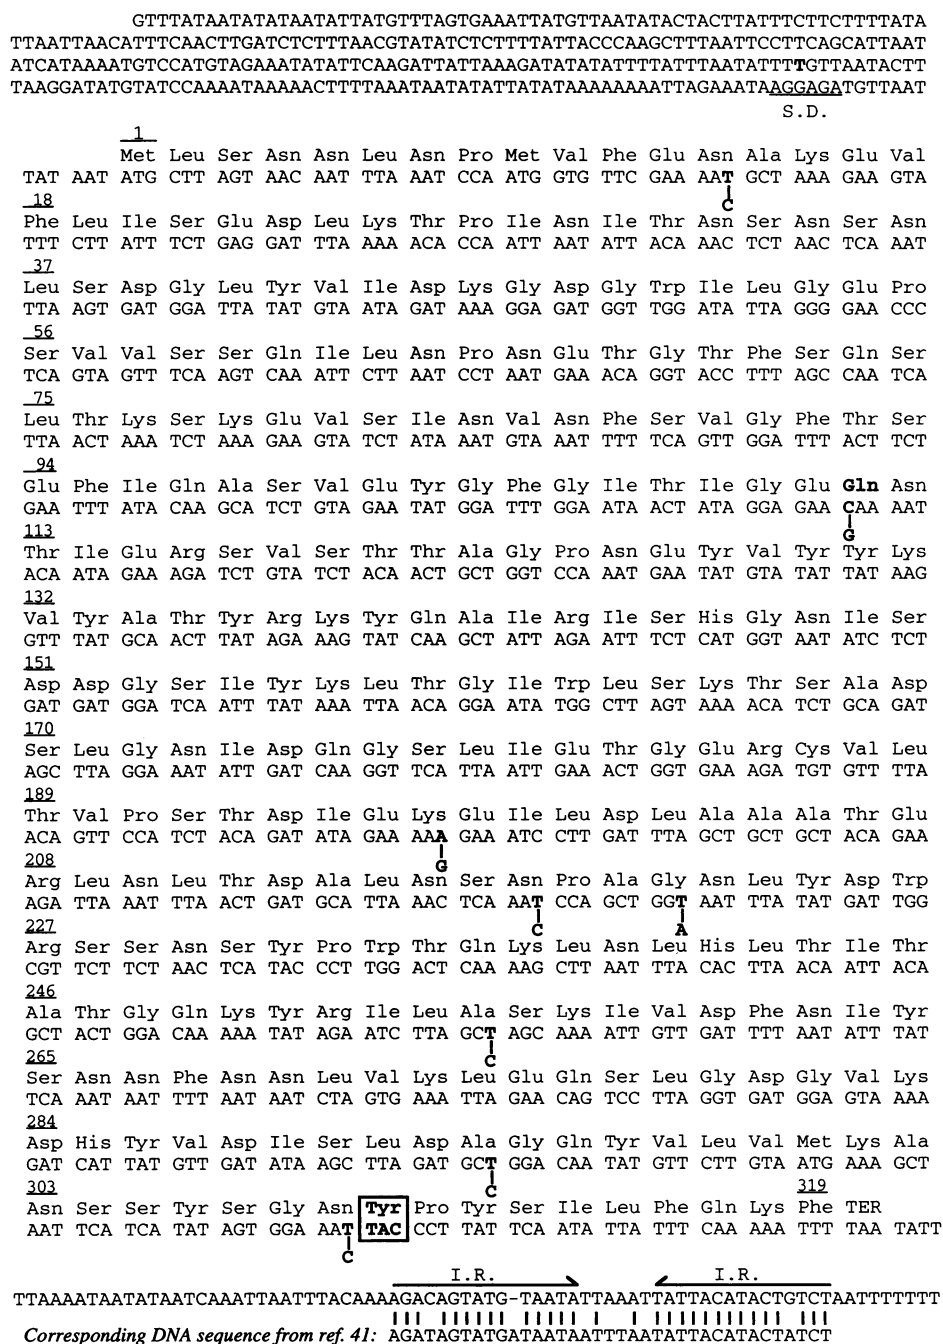 GTTTATAATATATAATATTATGTTTAGTGAAATTATGTTAATATACTACTTATTTCTTCTTTTATA
TTAATTAACATTTCAACTTGATCTCTTTAACGTATATCTCTTTTATTACCCAAGCTTTAATTCCTTCAGCATTAAT
ATCATAAAATGTCCATGTAGAAATATATTCAAGATTATTAAAGATATATATTTTATTTAATATTTTGTTAATACTT
TAAGGATATGTATCCAAAATAAAAACTTTTAAATAATATATTATATAAAAAAAATTAGAAATAAGGAGATGTTAAT
S.D.
1
Met Leu Ser Asn Asn Leu Asn Pro Met Val Phe Glu Asn Ala Lys Glu Val
TAT AAT ATG CTT AGT AAC AAT TTA AAT CCA ATG GTG TTC GAA AAT GCT AAA GAA GTA
C
18
Phe Leu Ile Ser Glu Asp Leu Lys Thr Pro Ile Asn Ile Thr Asn Ser Asn Ser Asn
TTT CTT ATT TCT GAG GAT TTA AAA ACA CCA ATT AAT ATT ACA AAC TCT AAC TCA AAT
37
Leu Ser Asp Gly Leu Tyr Val Ile Asp Lys Gly Asp Gly Trp Ile Leu Gly Glu Pro
TTA AGT GAT GGA TTA TAT GTA ATA GAT AAA GGA GAT GGT TGG ATA TTA GGG GAA CCC
56
Ser Val Val Ser Ser Gln Ile Leu Asn Pro Asn Glu Thr Gly Thr Phe Ser Gln Ser
TCA GTA GTT TCA AGT CAA ATT CTT AAT CCT AAT GAA ACA GGT ACC TTT AGC CAA TCA
75
Leu Thr Lys Ser Lys Glu Val Ser Ile Asn Val Asn Phe Ser Val Gly Phe Thr Ser
TTA ACT AAA TCT AAA GAA GTA TCT ATA AAT GTA AAT TTT TCA GTT GGA TTT ACT TCT
94
Glu Phe Ile Gln Ala Ser Val Glu Tyr Gly Phe Gly Ile Thr Ile Gly Glu Gln Asn
GAA TTT ATA CAA GCA TCT GTA GAA TAT GGA TTT GGA ATA ACT ATA GGA GAA CAA AAT
G
113
Thr Ile Glu Arg Ser Val Ser Thr Thr Ala Gly Pro Asn Glu Tyr Val Tyr Tyr Lys
ACA ATA GAA AGA TCT GTA TCT ACA ACT GCT GGT CCA AAT GAA TAT GTA TAT TAT AAG
132
Val Tyr Ala Thr Tyr Arg Lys Tyr Gln Ala Ile Arg Ile Ser His Gly Asn Ile Ser
GTT TAT GCA ACT TAT AGA AAG TAT CAA GCT ATT AGA ATT TCT CAT GGT AAT ATC TCT
151
Asp Asp Gly Ser Ile Tyr Lys Leu Thr Gly Ile Trp Leu Ser Lys Thr Ser Ala Asp
GAT GAT GGA TCA ATT TAT AAA TTA ACA GGA ATA TGG CTT AGT AAA ACA TCT GCA GAT
170
Ser Leu Gly Asn Ile Asp Gln Gly Ser Leu Ile Glu Thr Gly Glu Arg Cys Val Leu
AGC TTA GGA AAT ATT GAT CAA GGT TCA TTA ATT GAA ACT GGT GAA AGA TGT GTT TTA
189
Thr Val Pro Ser Thr Asp Ile Glu Lys Glu Ile Leu Asp Leu Ala Ala Ala Thr Glu
ACA GTT CCA TCT ACA GAT ATA GAA AAA GAA ATC CTT GAT TTA GCT GCT GCT ACA GAA
G
208
Arg Leu Asn Leu Thr Asp Ala Leu Asn Ser Asn Pro Ala Gly Asn Leu Tyr Asp Trp
AGA TTA AAT TTA ACT GAT GCA TTA AAC TCA AAT CCA GCT GGT AAT TTA TAT GAT TGG
C A
227
Arg Ser Ser Asn Ser Tyr Pro Trp Thr Gln Lys Leu Asn Leu His Leu Thr Ile Thr
CGT TCT TCT AAC TCA TAC CCT TGG ACT CAA AAG CTT AAT TTA CAC TTA ACA ATT ACA
246
Ala Thr Gly Gln Lys Tyr Arg Ile Leu Ala Ser Lys Ile Val Asp Phe Asn Ile Tyr
GCT ACT GGA CAA AAA TAT AGA ATC TTA GCT AGC AAA ATT GTT GAT TTT AAT ATT TAT
C
265
Ser Asn Asn Phe Asn Asn Leu Val Lys Leu Glu Gln Ser Leu Gly Asp Gly Val Lys
TCA AAT AAT TTT AAT AAT CTA GTG AAA TTA GAA CAG TCC TTA GGT GAT GGA GTA AAA
284
Asp His Tyr Val Asp Ile Ser Leu Asp Ala Gly Gln Tyr Val Leu Val Met Lys Ala
GAT CAT TAT GTT GAT ATA AGC TTA GAT GCT GGA CAA TAT GTT CTT GTA ATG AAA GCT
C
303 319
Asn Ser Ser Tyr Ser Gly Asn Tyr Pro Tyr Ser Ile Leu Phe Gln Lys Phe TER
AAT TCA TCA TAT AGT GGA AAT TAC CCT TAT TCA ATA TTA TTT CAA AAA TTT TAA TATT
C
I.R. I.R.
TTAAAATAATATAATCAAATTAATTTACAAAAGACAGTATG-TAATATTAAATTATTACATACTGTCTAATTTTTTT
Corresponding DNA sequence from ref. 41: AGATAGTATGATAATAATTTAATATTACATACTATCT